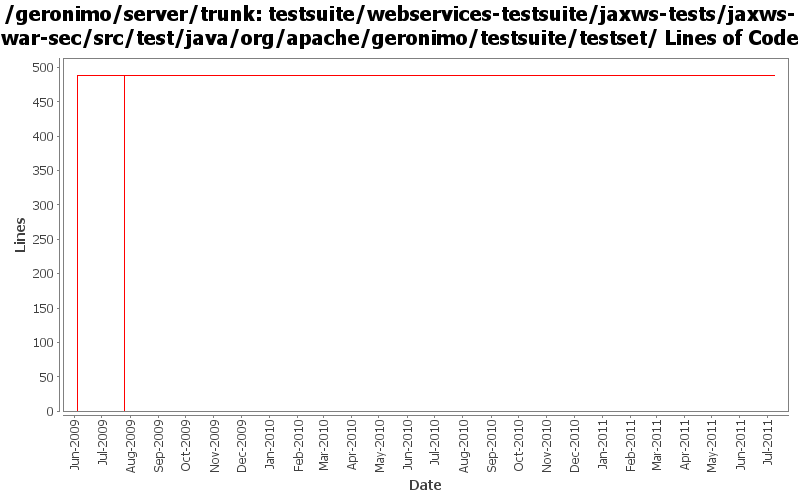 /geronimo/server/trunk: testsuite/webservices-testsuite/jaxws-tests/jaxws-
war-sec/src/test/java/org/apache/geronimo/testsuite/testset/ Lines of Code
500
450
400
350
300
250
200
150
100
50
0
Lines
Jun-2009
Jul-2009
Aug-2009
Sep-2009
Oct-2009
Nov-2009
Dec-2009
Jan-2010
Feb-2010
Mar-2010
Apr-2010
May-2010
Jun-2010
Jul-2010
Aug-2010
Sep-2010
Oct-2010
Nov-2010
Dec-2010
Jan-2011
Feb-2011
Mar-2011
Apr-2011
May-2011
Jun-2011
Jul-2011
Date